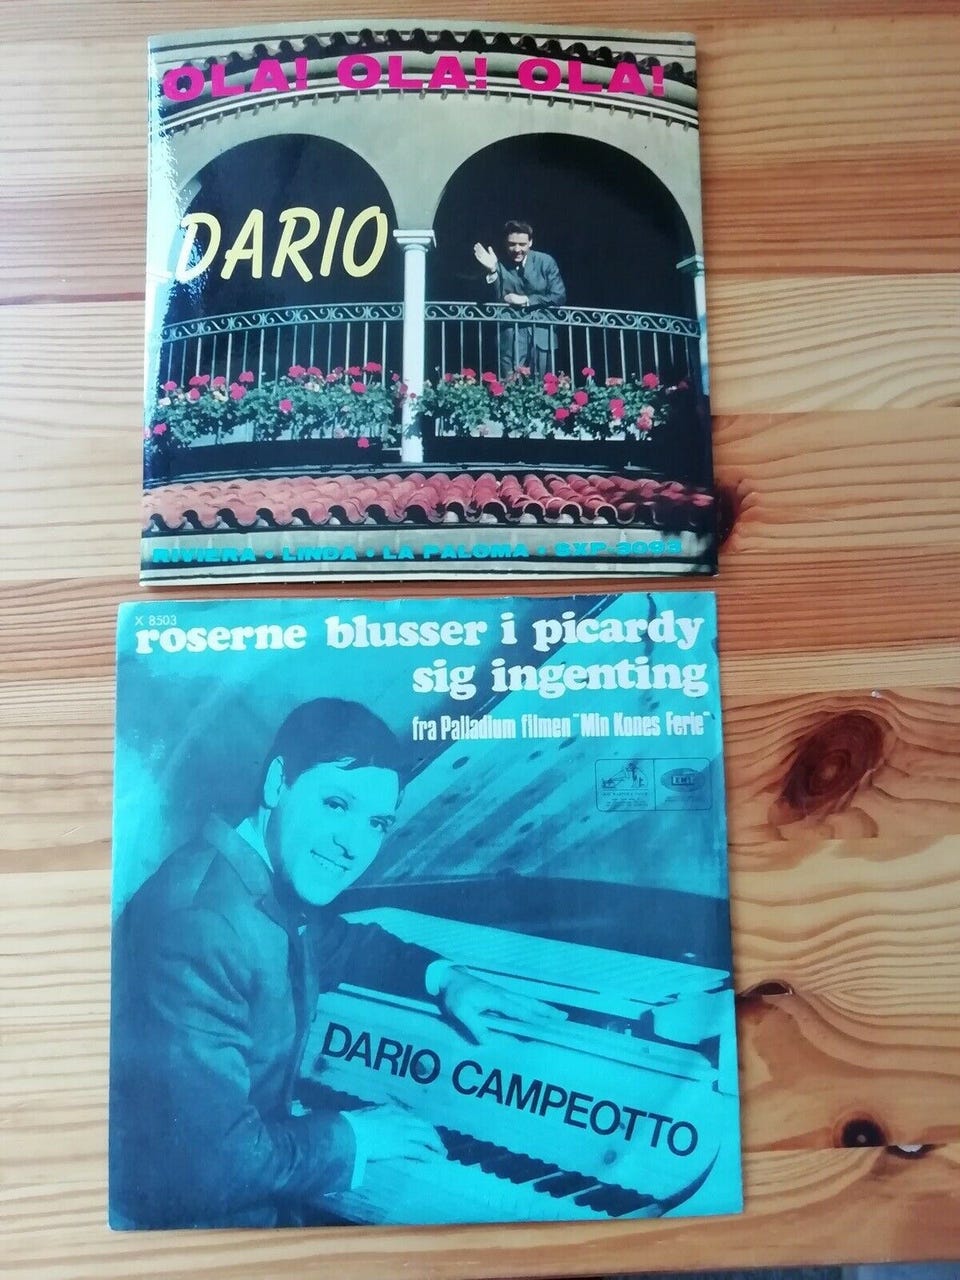 OLA! OLA! OLA!
DARIO
RIVIERA • LINDA • LA PALOMA • SXP-3093
X 8503
roserne blusser i picardy
sig ingenting
fra Palladium filmen "Min Kones Ferie"
EMI
DARIO CAMPEOTTO